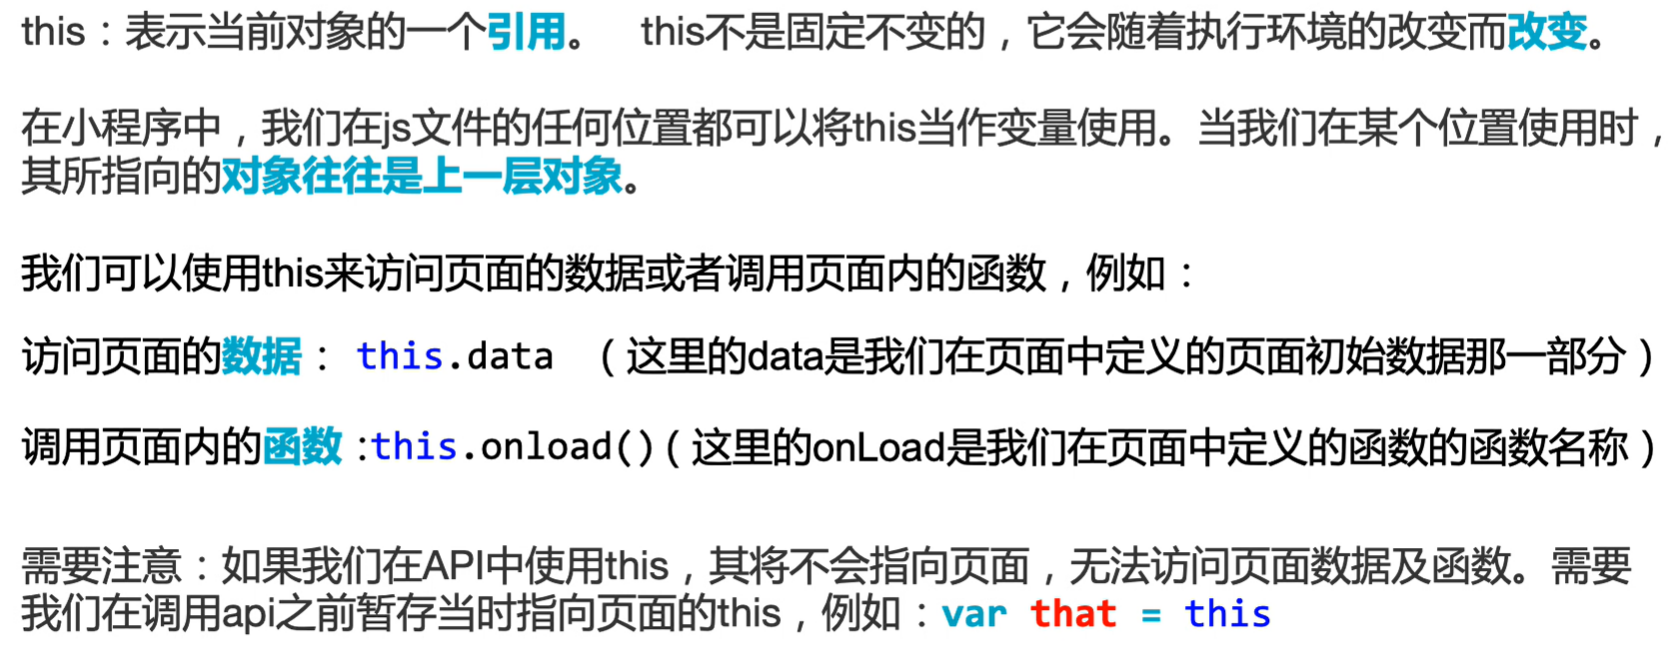 this：表示当前对象的一个引用。 this不是固定不变的，它会随着执行环境的改变而改变。
在小程序中，我们在js文件的任何位置都可以将this当作变量使用。当我们在某个位置使用时，
其所指向的对象往往是上一层对象。
我们可以使用this来访问页面的数据或者调用页面内的函数，例如：
访问页面的数据： this.data （这里的data是我们在页面中定义的页面初始数据那一部分）
调用页面内的函数 :this.onload()（这里的onLoad是我们在页面中定义的函数的函数名称）
需要注意：如果我们在API中使用this，其将不会指向页面，无法访问页面数据及函数。需要
我们在调用api之前暂存当时指向页面的this，例如：var that = this